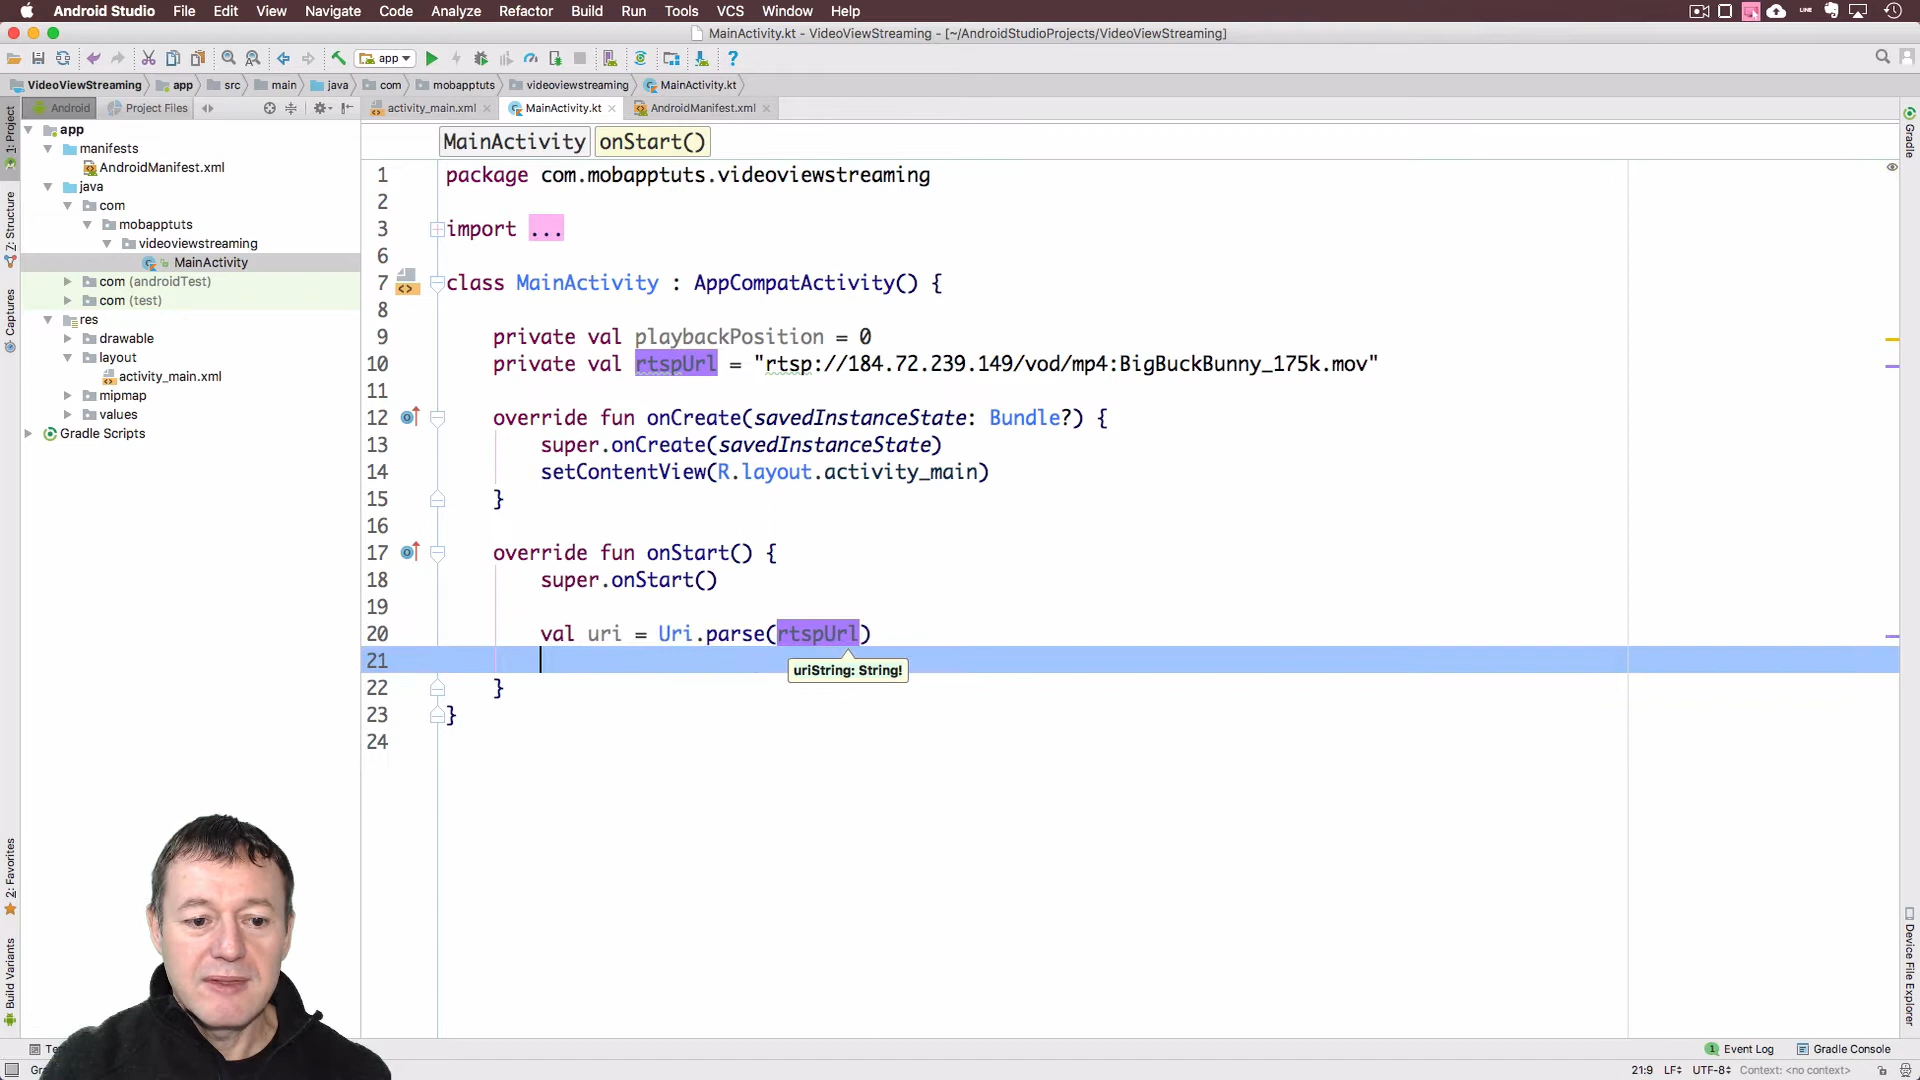 Android Studio File Edit View Navigate Code Analyze Refactor Build Run Tools VCS Window Help
MainActivity.kt - VideoViewStreaming - [~/AndroidStudioProjects/VideoViewStreaming]
app
VideoViewStreaming app src main java com mobapptuts videoviewstreaming MainActivity.kt
Android Project Files
activity_main.xml MainActivity.kt AndroidManifest.xml
MainActivity onStart()
1: Project
Z: Structure
Captures
2: Favorites
Build Variants
app
manifests
AndroidManifest.xml
java
com
mobapptuts
videoviewstreaming
MainActivity
com (androidTest)
com (test)
res
drawable
layout
activity_main.xml
mipmap
values
Gradle Scripts
1 package com.mobapptuts.videoviewstreaming
2
3 import ...
6
7 class MainActivity : AppCompatActivity() {
8
9 private val playbackPosition = 0
10 private val rtspUrl = "rtsp://184.72.239.149/vod/mp4:BigBuckBunny_175k.mov"
11
12 override fun onCreate(savedInstanceState: Bundle?) {
13 super.onCreate(savedInstanceState)
14 setContentView(R.layout.activity_main)
15 }
16
17 override fun onStart() {
18 super.onStart()
19
20 val uri = Uri.parse(rtspUrl)
21
uriString: String!
22 }
23 }
24
Gradle
Device File Explorer
1 Event Log Gradle Console
21:9 LF÷ UTF-8÷ Context: <no context>